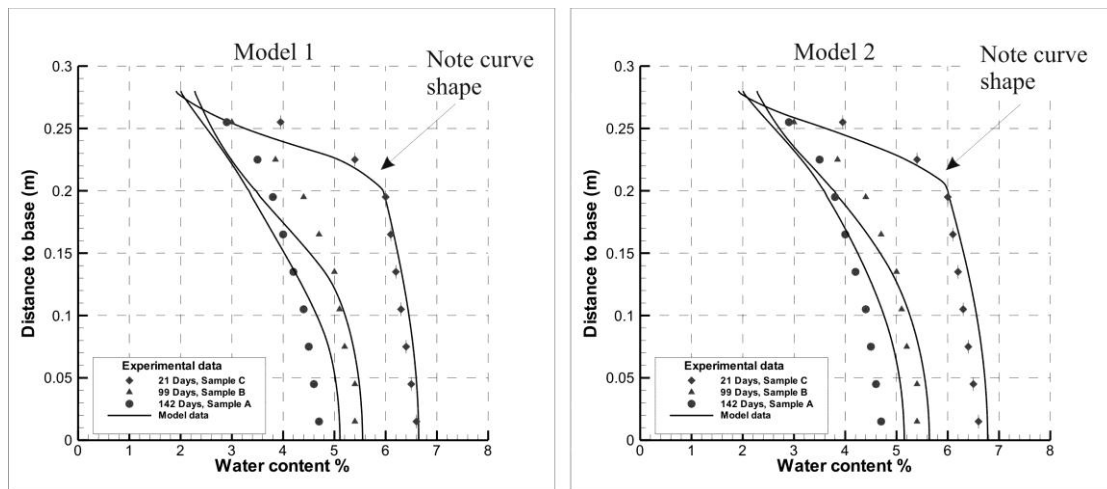 Model 1
Note curve
shape
0.3
0.25
0.2
0.15
0.1
0.05
0
Distance to base (m)
Experimental data
21 Days, Sample C
99 Days, Sample B
142 Days, Sample A
Model data
0 1 2 3 4 5 6 7 8
Water content %
Model 2
Note curve
shape
0.3
0.25
0.2
0.15
0.1
0.05
0
Distance to base (m)
Experimental data
21 Days, Sample C
99 Days, Sample B
142 Days, Sample A
Model data
0 1 2 3 4 5 6 7 8
Water content %